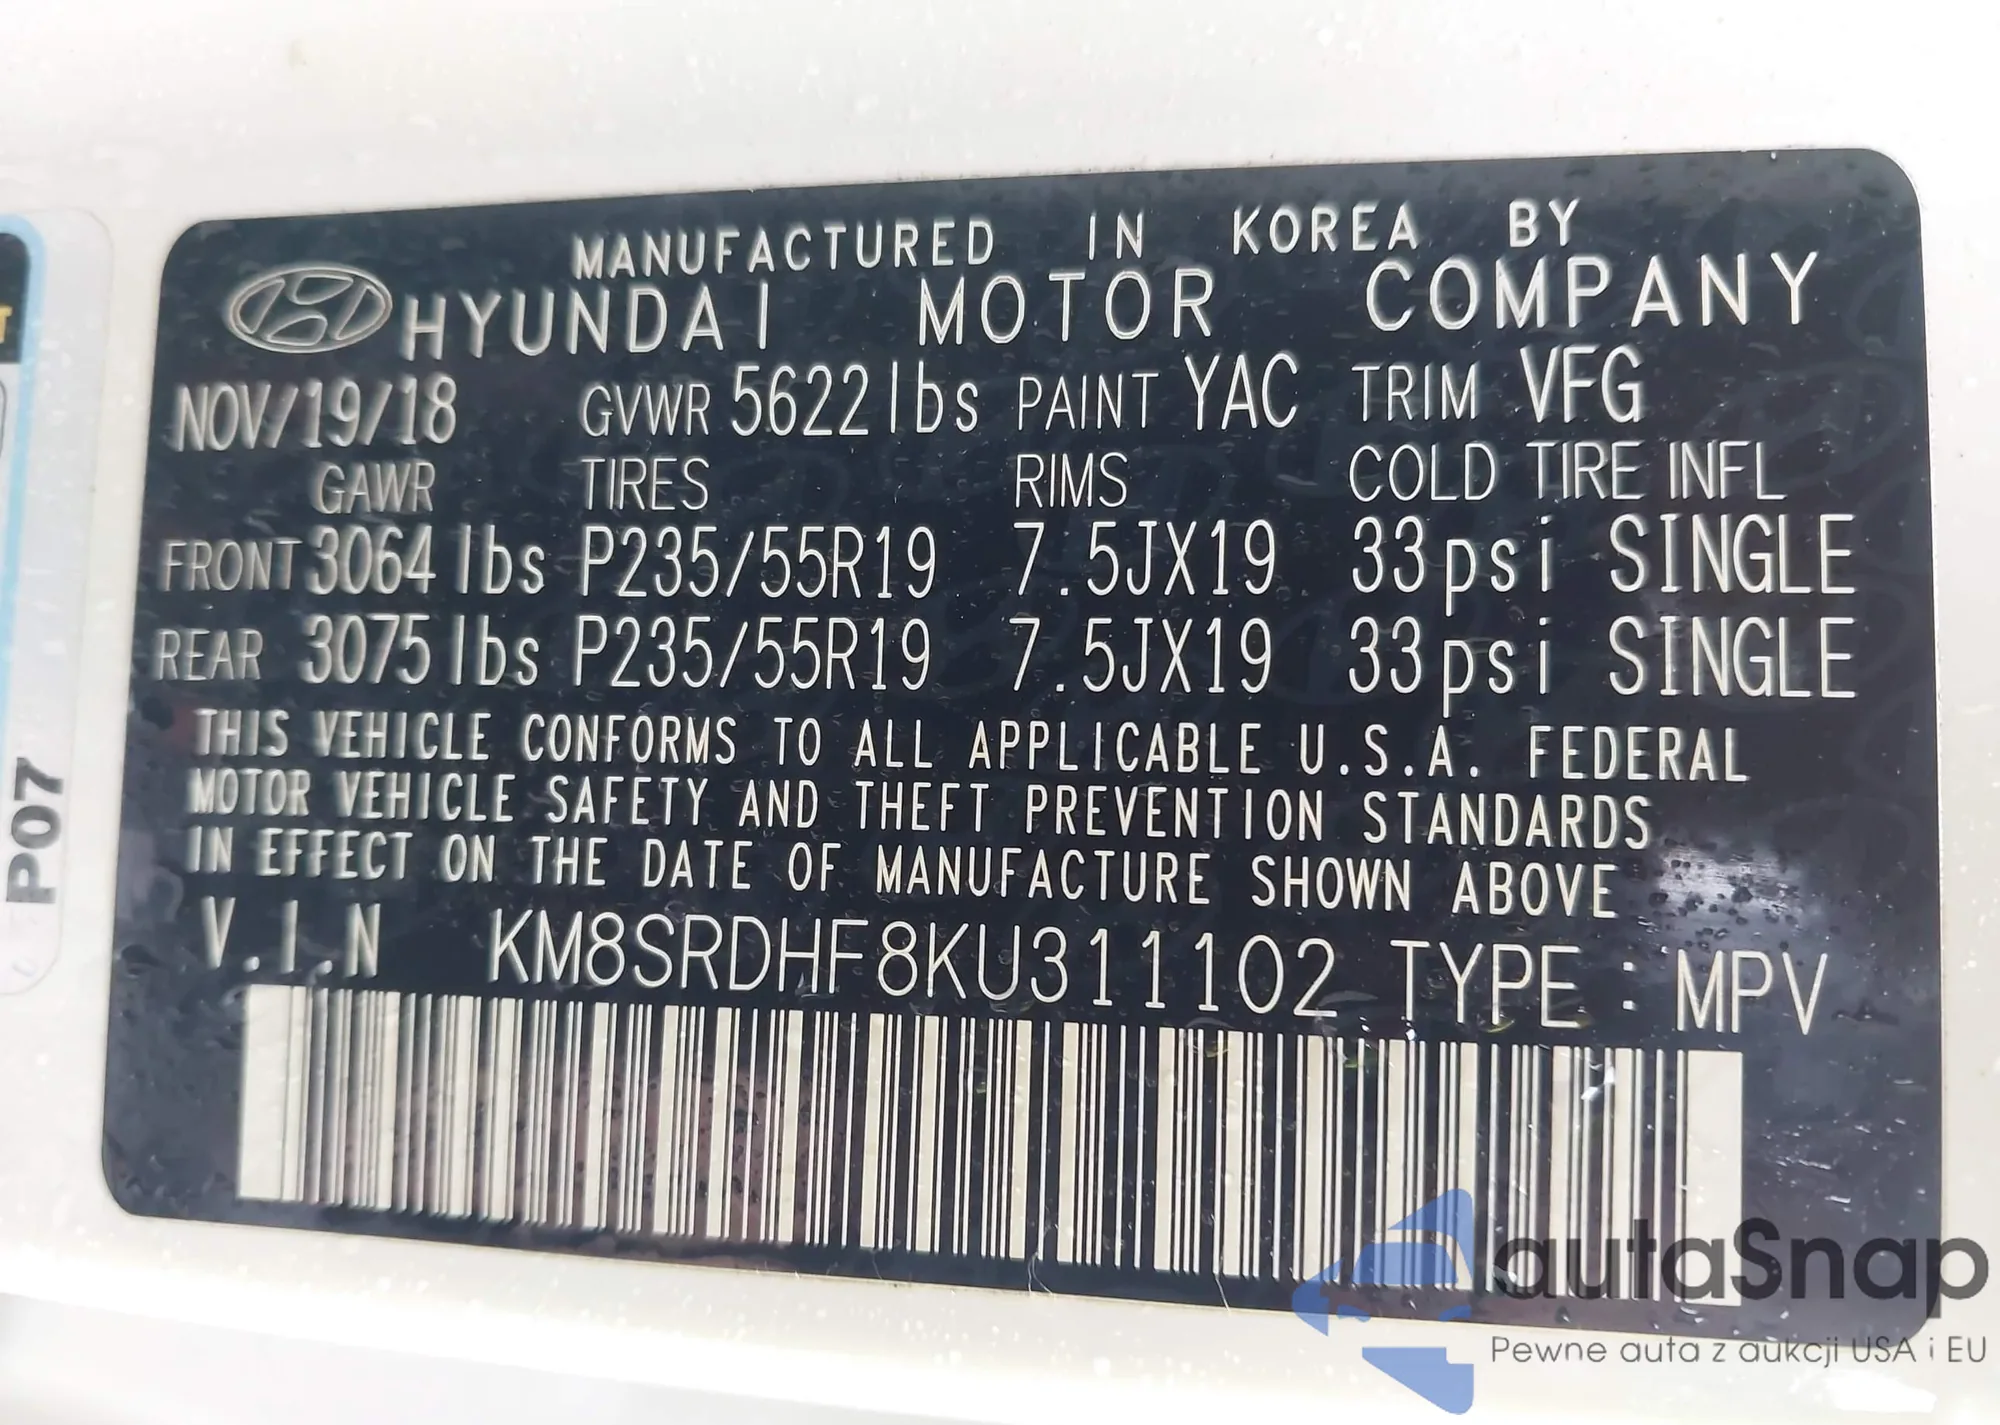 MANUFACTURED IN KOREA BY
HYUNDAI MOTOR COMPANY
NOV/19/18 GVWR 5622lbs PAINT YAC TRIM VFG
GAWR TIRES RIMS COLD TIRE INFL
FRONT 3064 lbs P235/55R19 7.5JX19 33psi SINGLE
REAR 3075 lbs P235/55R19 7.5JX19 33psi SINGLE
THIS VEHICLE CONFORMS TO ALL APPLICABLE U.S.A. FEDERAL
MOTOR VEHICLE SAFETY AND THEFT PREVENTION STANDARDS
IN EFFECT ON THE DATE OF MANUFACTURE SHOWN ABOVE
V.I.N KM8SRDHF8KU311102 TYPE : MPV
P07
autaSnap
Pewne auta z aukcji USA i EU